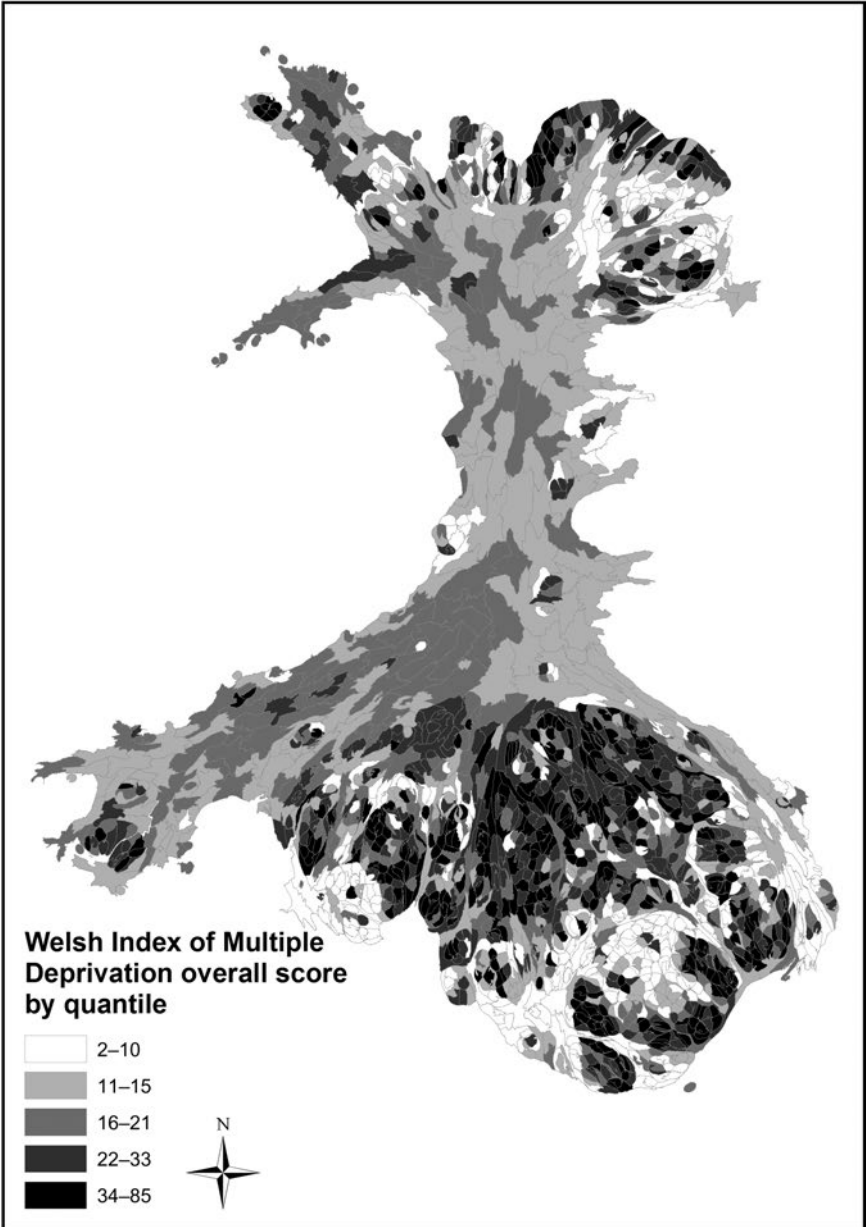 Welsh Index of Multiple
Deprivation overall score
by quantile
2–10
11–15
16–21
22–33
34–85
N